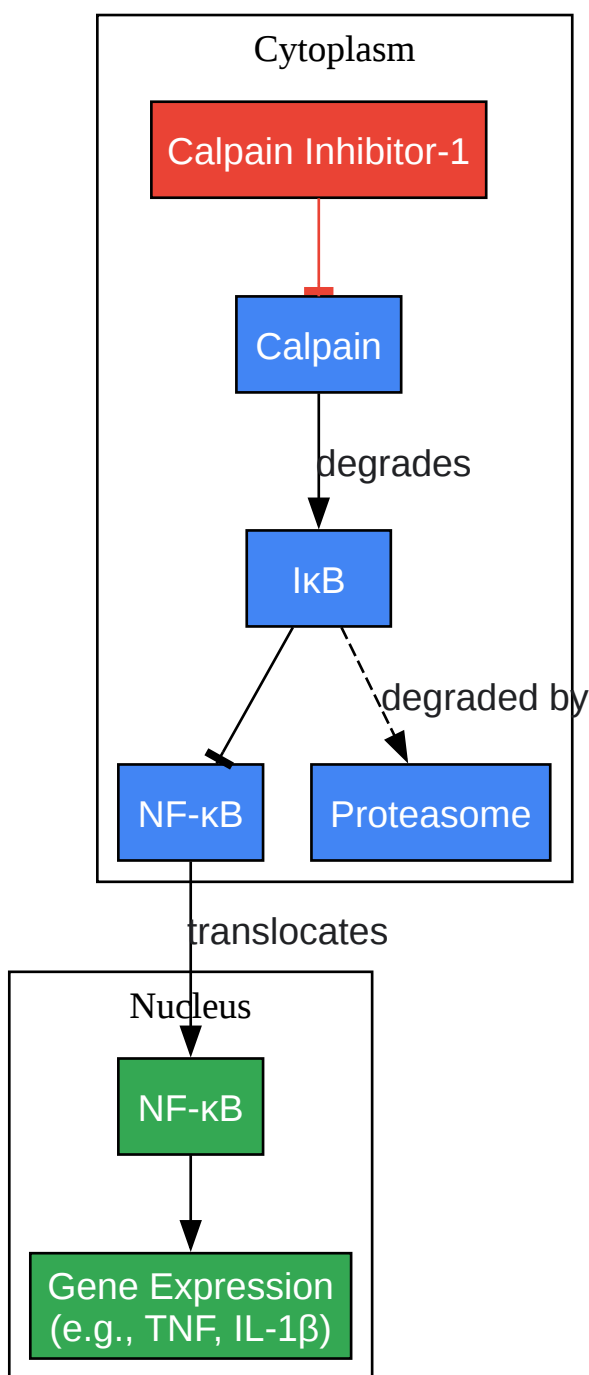 Cytoplasm
Calpain Inhibitor-1
Calpain
degrades
IκB
degraded by
NF-κB
Proteasome
translocates
Nucleus
NF-κB
Gene Expression
(e.g., TNF, IL-1β)